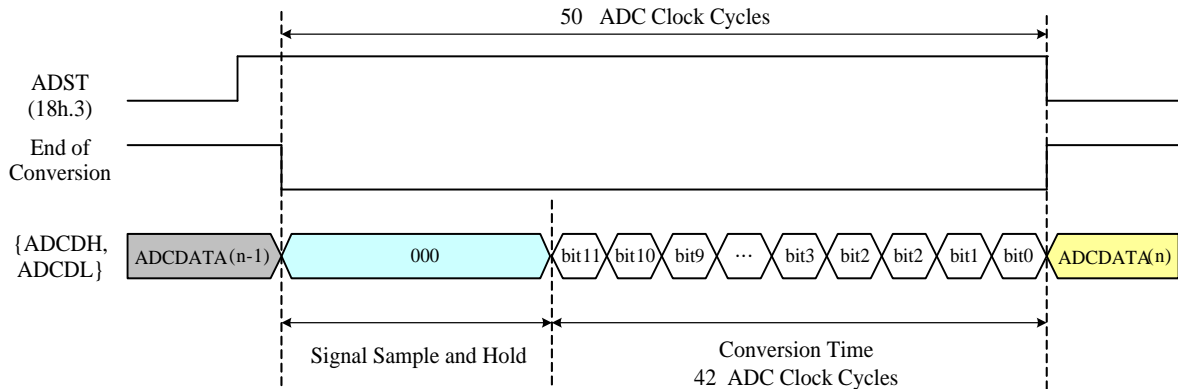 50 ADC Clock Cycles
ADST
(18h.3)
End of
Conversion
{ADCDH,
ADCDL}
ADCDATA(n-1)
000
bit11
bit10
bit9
...
bit3
bit2
bit2
bit1
bit0
ADCDATA(n)
Signal Sample and Hold
Conversion Time
42 ADC Clock Cycles